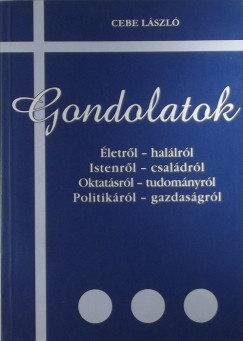 CEBE LÁSZLÓ
Gondolatok
Életről – halálról
Istenről – családról
Oktatásról – tudományról
Politikáról – gazdaságról